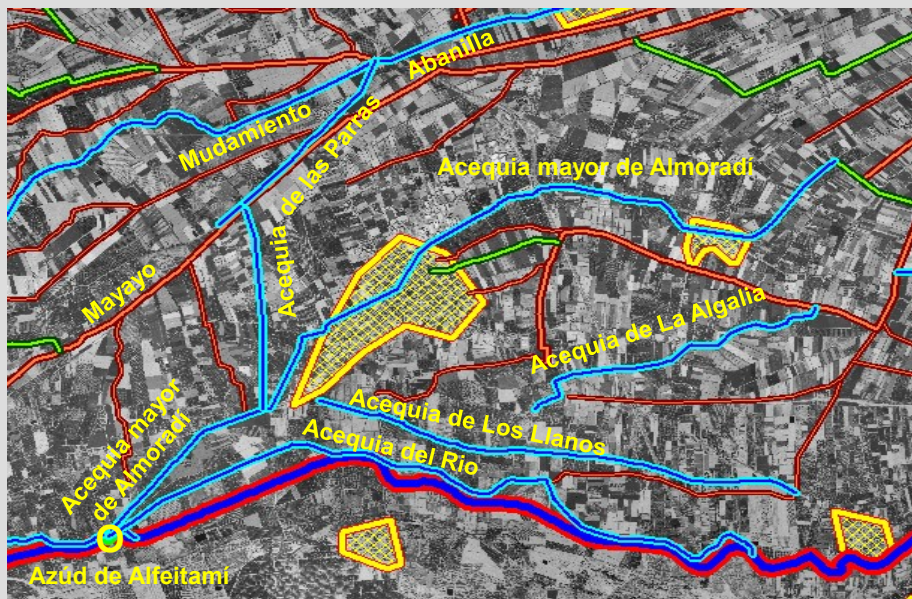 Abanilla
Mudamiento
Acequia de las Parras
Acequia mayor de Almoradí
Mayayo
Acequia de La Algalia
Acequia mayor
de Almoradí
Acequia de Los Llanos
Acequia del Rio
Azúd de Alfeitamí